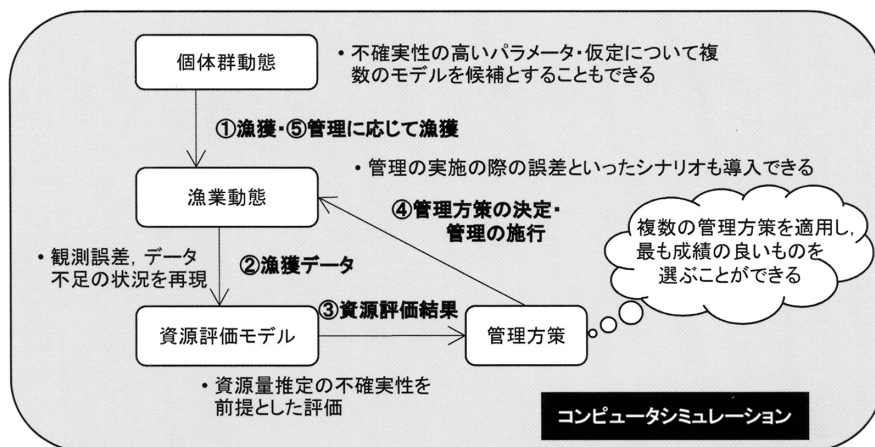 個体群動態
・不確実性の高いパラメータ・仮定について複
数のモデルを候補とすることもできる
①漁獲・⑤管理に応じて漁獲
・管理の実施の際の誤差といったシナリオも導入できる
漁業動態
④管理方策の決定・
管理の施行
複数の管理方策を適用し,
最も成績の良いものを
選ぶことができる
・観測誤差, データ
不足の状況を再現
②漁獲データ
③資源評価結果
資源評価モデル
管理方策
・資源量推定の不確実性を
前提とした評価
コンピュータシミュレーション